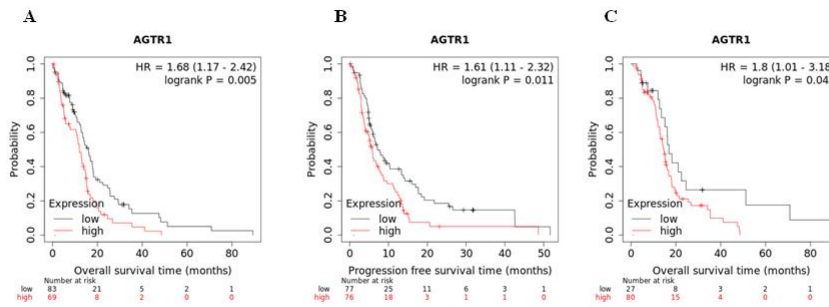 A
AGTR1
HR = 1.68 (1.17 - 2.42)
logrank P = 0.005
Probability
1.0
0.8
0.6
0.4
0.2
0.0
Expression
low
high
0 20 40 60 80
Overall survival time (months)
Number at risk
low 83 21 5 2 1
high 69 8 2 0 0
B
AGTR1
HR = 1.61 (1.11 - 2.32)
logrank P = 0.011
Probability
1.0
0.8
0.6
0.4
0.2
0.0
Expression
low
high
0 10 20 30 40 50
Progression free survival time (months)
Number at risk
low 77 25 11 6 3 1
high 76 18 3 1 1 0
C
AGTR1
HR = 1.8 (1.01 - 3.18
logrank P = 0.04
Probability
1.0
0.8
0.6
0.4
0.2
0.0
Expression
low
high
0 20 40 60 80
Overall survival time (months)
Number at risk
low 27 8 3 2 1
high 80 15 4 0 0